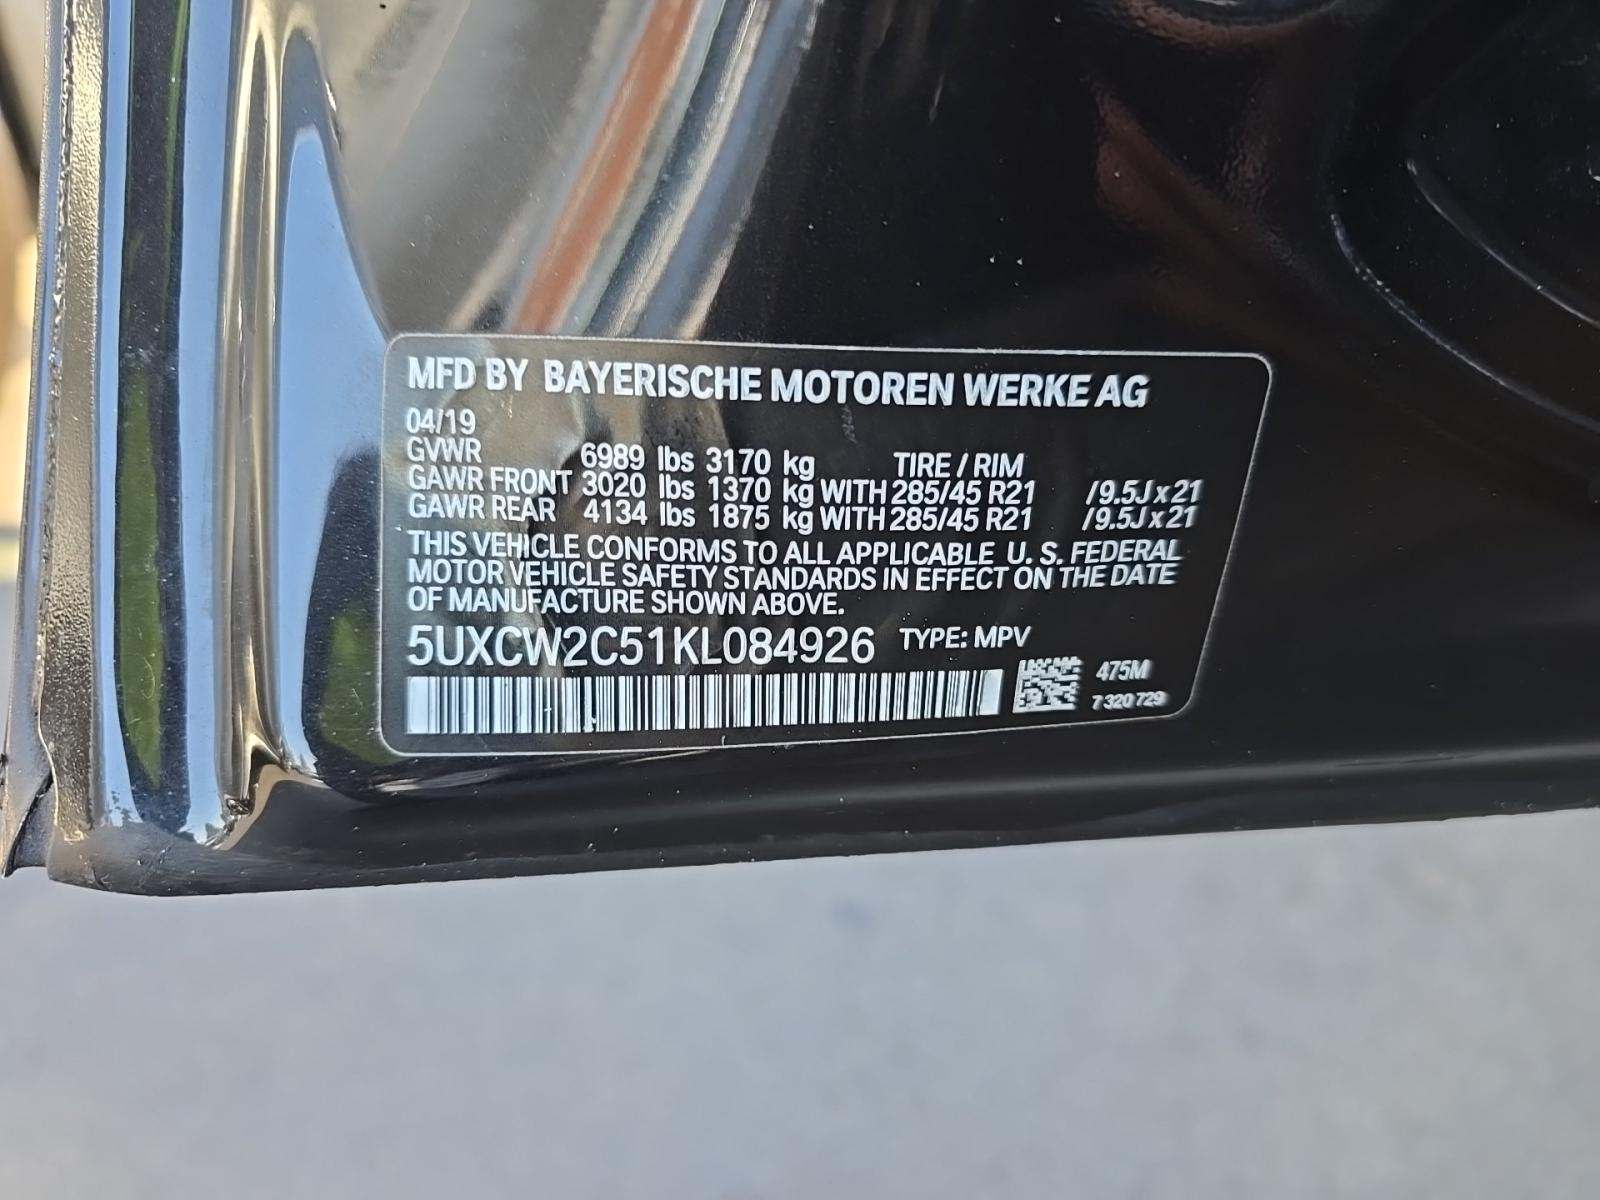 MFD BY BAYERISCHE MOTOREN WERKE AG
04/19
GVWR 6989 lbs 3170 kg TIRE / RIM
GAWR FRONT 3020 lbs 1370 kg WITH 285/45 R21 /9.5J x 21
GAWR REAR 4134 lbs 1875 kg WITH 285/45 R21 /9.5J x 21
THIS VEHICLE CONFORMS TO ALL APPLICABLE U. S. FEDERAL
MOTOR VEHICLE SAFETY STANDARDS IN EFFECT ON THE DATE
OF MANUFACTURE SHOWN ABOVE.
5UXCW2C51KL084926 TYPE: MPV
475M
7 320 729